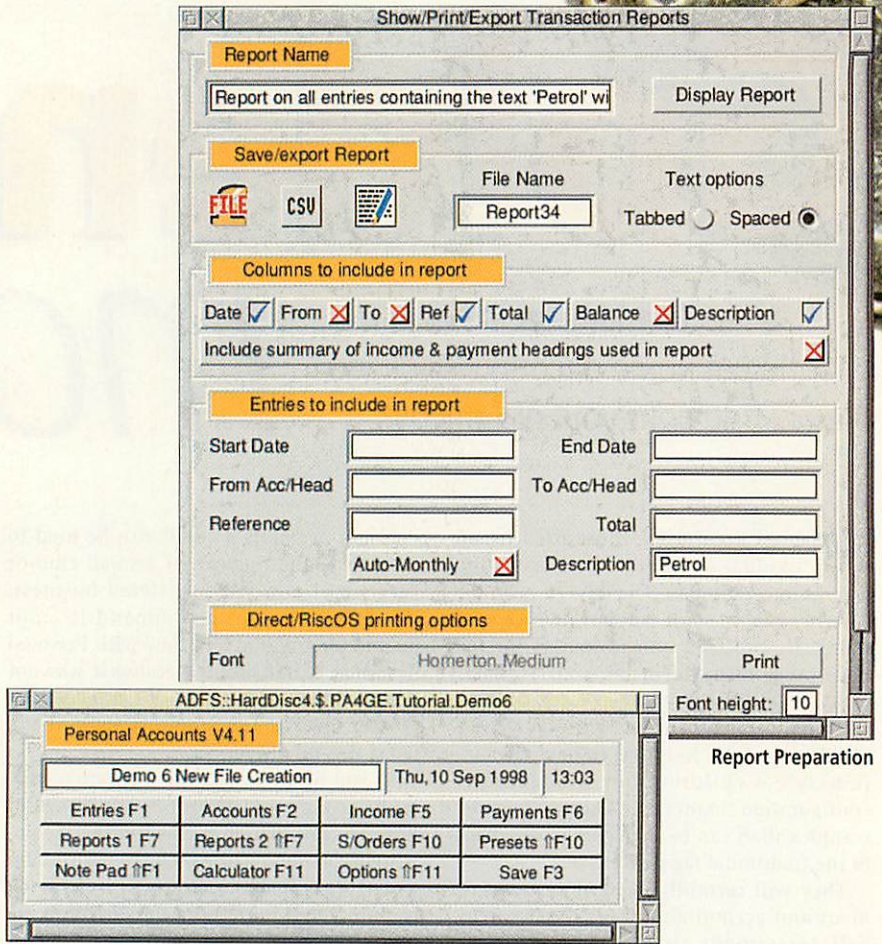 Show/Print/Export Transaction Reports
Report Name
Report on all entries containing the text 'Petrol' wi
Display Report
Save/export Report
FILE
CSV
File Name
Report34
Text options
Tabbed Spaced
Columns to include in report
Date From To Ref Total Balance Description
Include summary of income & payment headings used in report
Entries to include in report
Start Date End Date
From Acc/Head To Acc/Head
Reference Total
Auto-Monthly Description Petrol
Direct/RiscOS printing options
Font Homerton.Medium Print
Font height: 10
Report Preparation
ADFS::HardDisc4.$.PA4GE.Tutorial.Demo6
Personal Accounts V4.11
Demo 6 New File Creation Thu,10 Sep 1998 13:03
Entries F1 Accounts F2 Income F5 Payments F6
Reports 1 F7 Reports 2 ⇑F7 S/Orders F10 Presets ⇑F10
Note Pad ⇑F1 Calculator F11 Options ⇑F11 Save F3